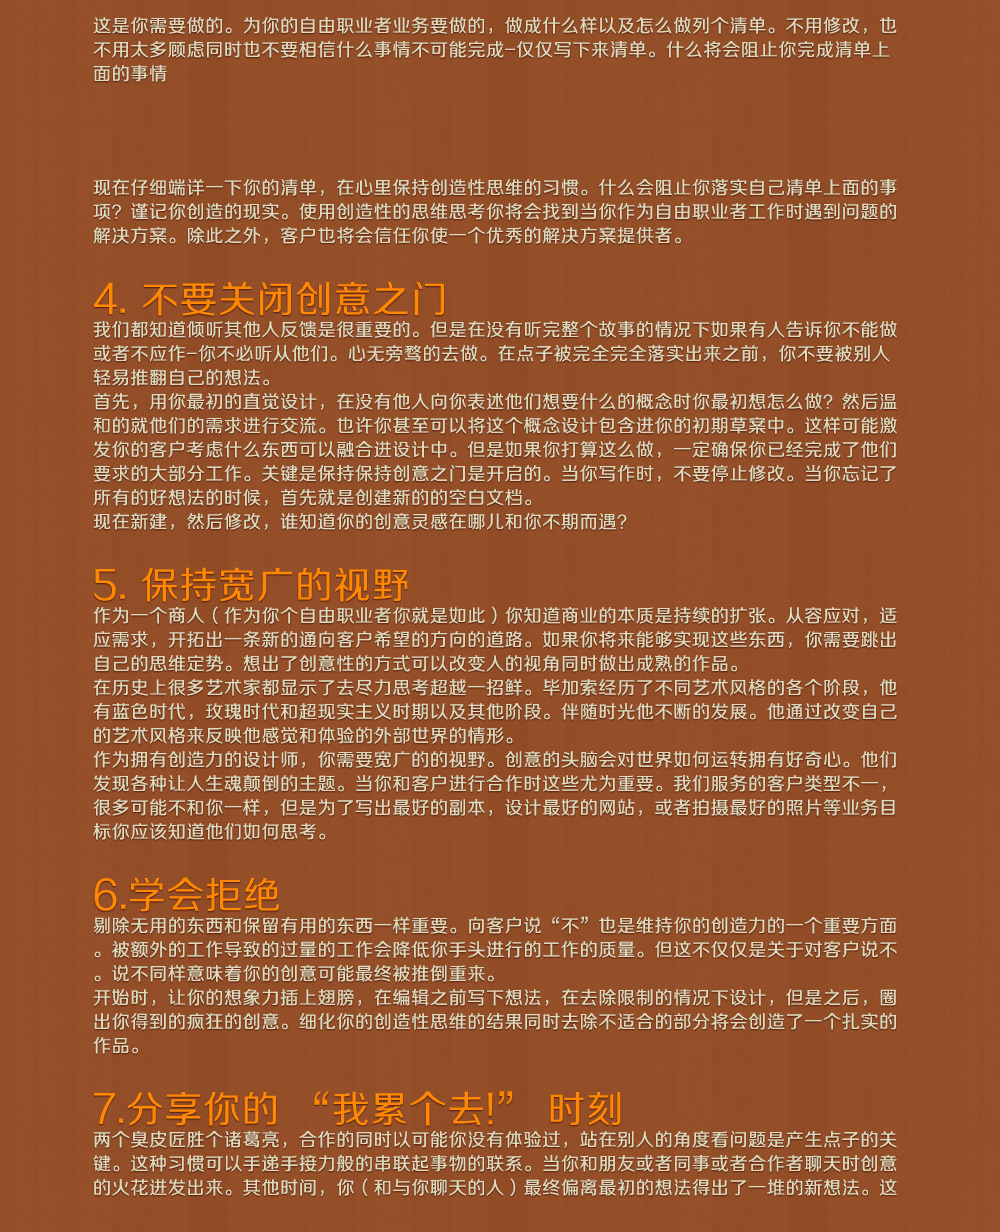 这是你需要做的。为你的自由职业者业务要做的，做成什么样以及怎么做列个清单。不用修改，也
不用太多顾虑同时也不要相信什么事情不可能完成–仅仅写下来清单。什么将会阻止你完成清单上
面的事情
现在仔细端详一下你的清单，在心里保持创造性思维的习惯。什么会阻止你落实自己清单上面的事
项？谨记你创造的现实。使用创造性的思维思考你将会找到当你作为自由职业者工作时遇到问题的
解决方案。除此之外，客户也将会信任你使一个优秀的解决方案提供者。
4. 不要关闭创意之门
我们都知道倾听其他人反馈是很重要的。但是在没有听完整个故事的情况下如果有人告诉你不能做
或者不应作–你不必听从他们。心无旁骛的去做。在点子被完全完全落实出来之前，你不要被别人
轻易推翻自己的想法。
首先，用你最初的直觉设计，在没有他人向你表述他们想要什么的概念时你最初想怎么做？然后温
和的就他们的需求进行交流。也许你甚至可以将这个概念设计包含进你的初期草案中。这样可能激
发你的客户考虑什么东西可以融合进设计中。但是如果你打算这么做，一定确保你已经完成了他们
要求的大部分工作。关键是保持保持创意之门是开启的。当你写作时，不要停止修改。当你忘记了
所有的好想法的时候，首先就是创建新的的空白文档。
现在新建，然后修改，谁知道你的创意灵感在哪儿和你不期而遇？
5. 保持宽广的视野
作为一个商人（作为你个自由职业者你就是如此）你知道商业的本质是持续的扩张。从容应对，适
应需求，开拓出一条新的通向客户希望的方向的道路。如果你将来能够实现这些东西，你需要跳出
自己的思维定势。想出了创意性的方式可以改变人的视角同时做出成熟的作品。
在历史上很多艺术家都显示了去尽力思考超越一招鲜。毕加索经历了不同艺术风格的各个阶段，他
有蓝色时代，玫瑰时代和超现实主义时期以及其他阶段。伴随时光他不断的发展。他通过改变自己
的艺术风格来反映他感觉和体验的外部世界的情形。
作为拥有创造力的设计师，你需要宽广的的视野。创意的头脑会对世界如何运转拥有好奇心。他们
发现各种让人生魂颠倒的主题。当你和客户进行合作时这些尤为重要。我们服务的客户类型不一，
很多可能不和你一样，但是为了写出最好的副本，设计最好的网站，或者拍摄最好的照片等业务目
标你应该知道他们如何思考。
6.学会拒绝
剔除无用的东西和保留有用的东西一样重要。向客户说“不”也是维持你的创造力的一个重要方面
。被额外的工作导致的过量的工作会降低你手头进行的工作的质量。但这不仅仅是关于对客户说不
。说不同样意味着你的创意可能最终被推倒重来。
开始时，让你的想象力插上翅膀，在编辑之前写下想法，在去除限制的情况下设计，但是之后，圈
出你得到的疯狂的创意。细化你的创造性思维的结果同时去除不适合的部分将会创造了一个扎实的
作品。
7.分享你的 “我累个去!” 时刻
两个臭皮匠胜个诸葛亮，合作的同时以可能你没有体验过，站在别人的角度看问题是产生点子的关
键。这种习惯可以手递手接力般的串联起事物的联系。当你和朋友或者同事或者合作者聊天时创意
的火花迸发出来。其他时间，你（和与你聊天的人）最终偏离最初的想法得出了一堆的新想法。这